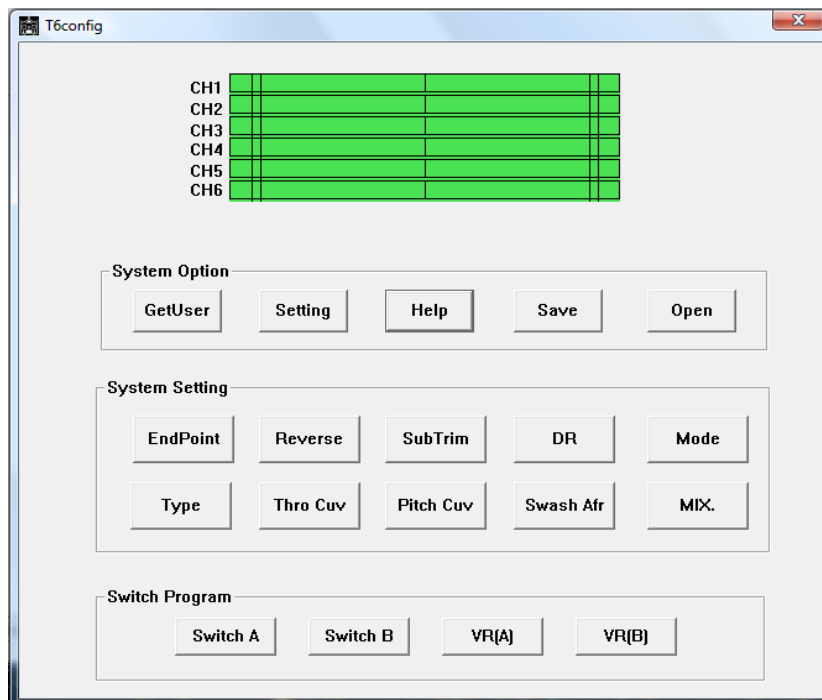 T6config
CH1
CH2
CH3
CH4
CH5
CH6
System Option
GetUser Setting Help Save Open
System Setting
EndPoint Reverse SubTrim DR Mode
Type Thro Cuv Pitch Cuv Swash Afr MIX.
Switch Program
Switch A Switch B VR(A) VR(B)